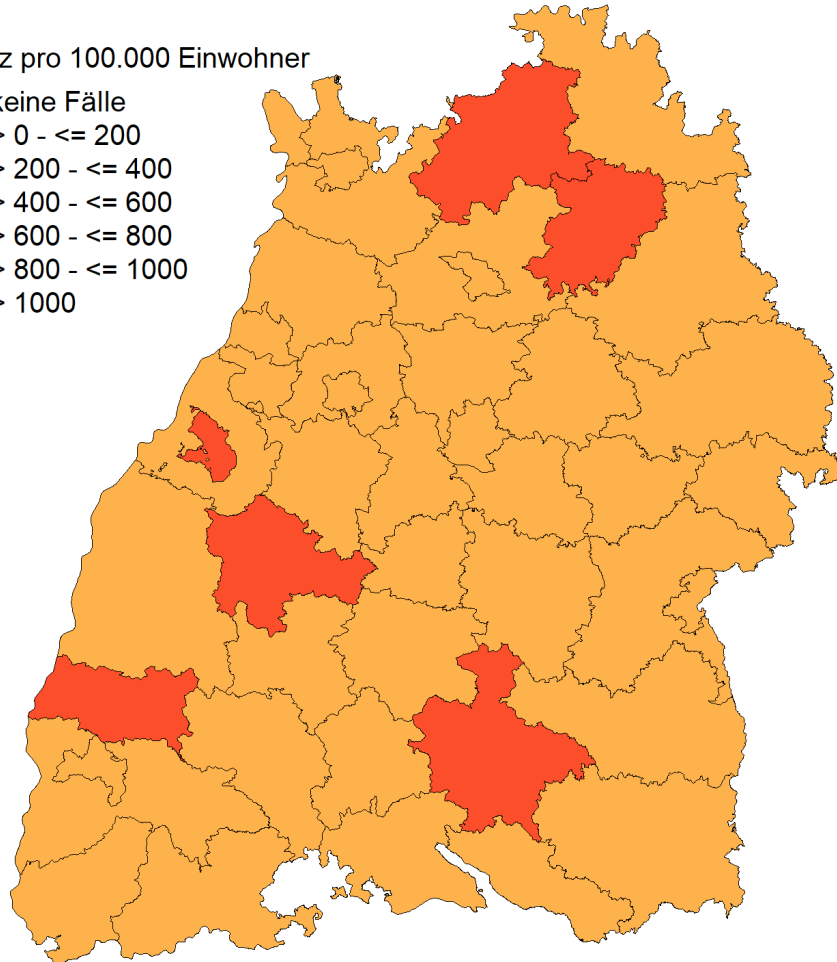 z pro 100.000 Einwohner
keine Fälle
> 0 - <= 200
> 200 - <= 400
> 400 - <= 600
> 600 - <= 800
> 800 - <= 1000
> 1000